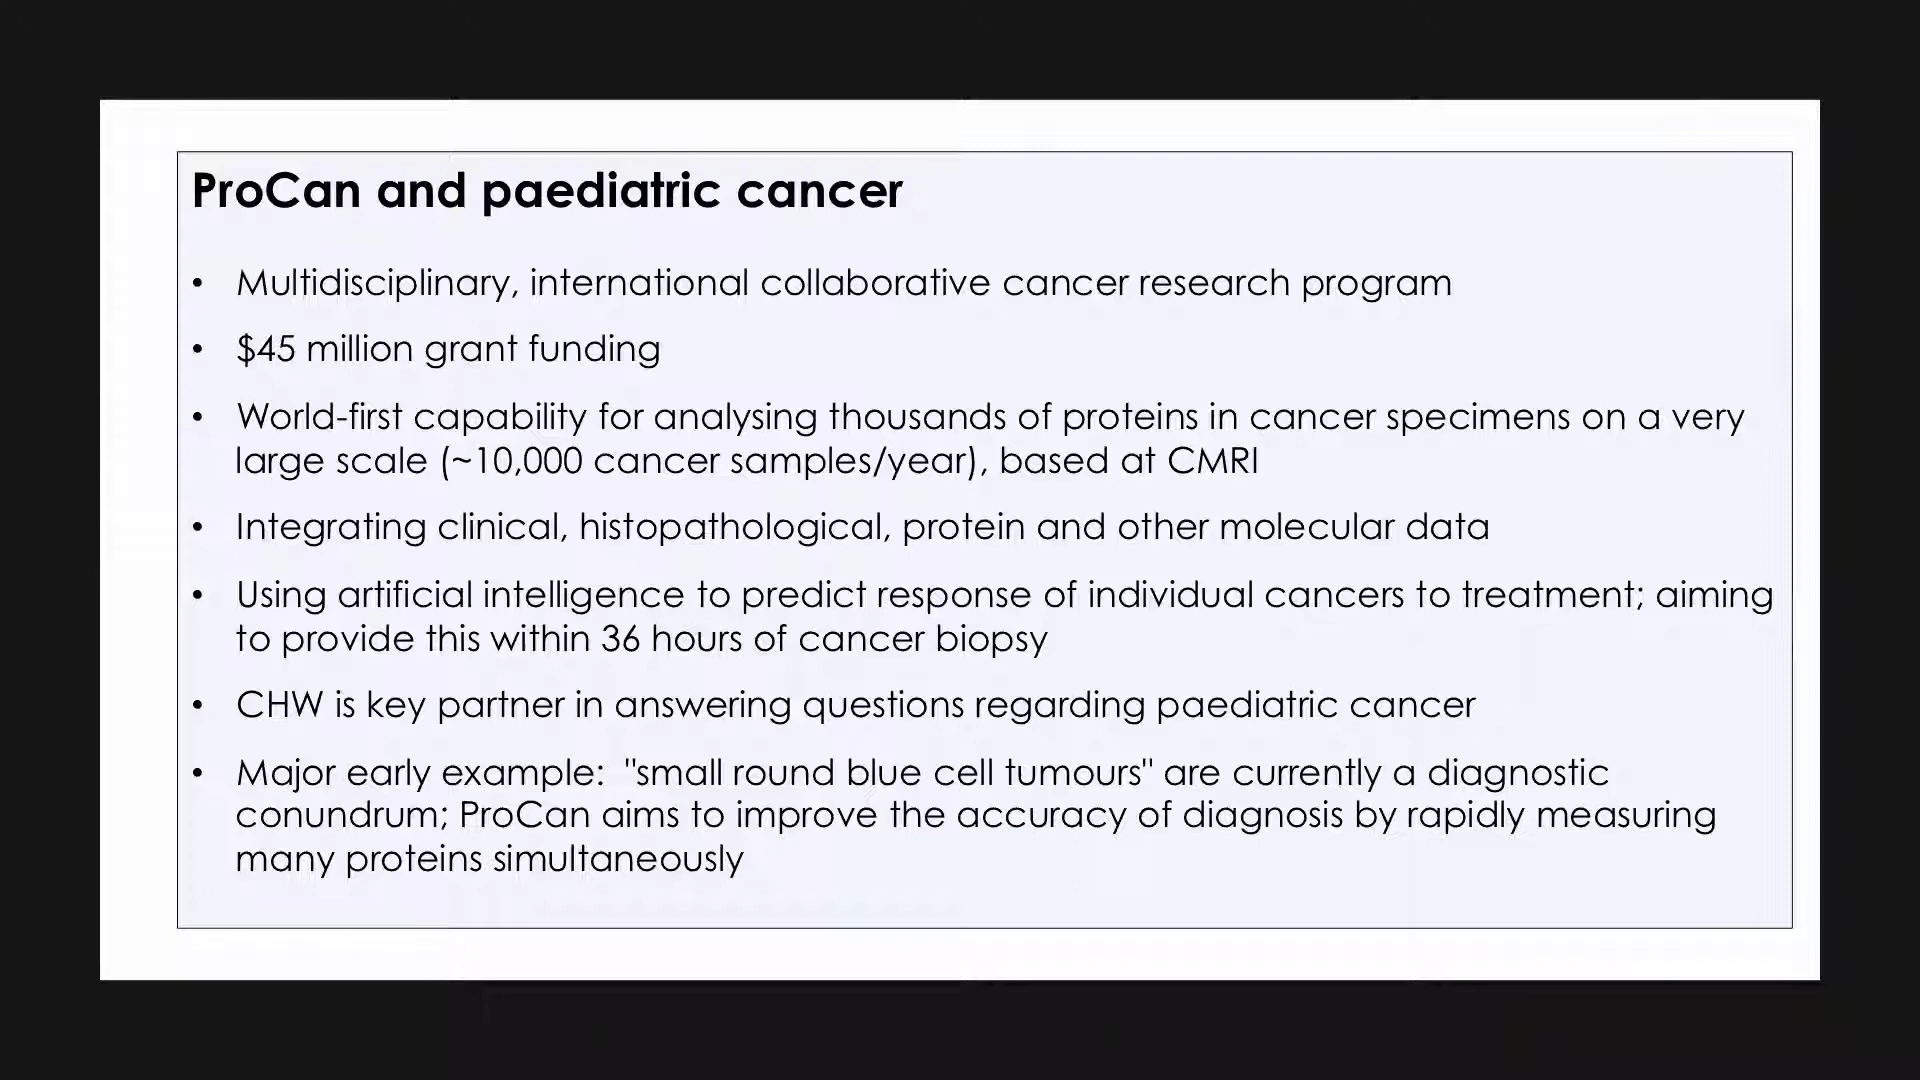 ProCan and paediatric cancer
• Multidisciplinary, international collaborative cancer research program
• $45 million grant funding
• World-first capability for analysing thousands of proteins in cancer specimens on a very
large scale (~10,000 cancer samples/year), based at CMRI
• Integrating clinical, histopathological, protein and other molecular data
• Using artificial intelligence to predict response of individual cancers to treatment; aiming
to provide this within 36 hours of cancer biopsy
• CHW is key partner in answering questions regarding paediatric cancer
• Major early example:  "small round blue cell tumours" are currently a diagnostic
conundrum; ProCan aims to improve the accuracy of diagnosis by rapidly measuring
many proteins simultaneously